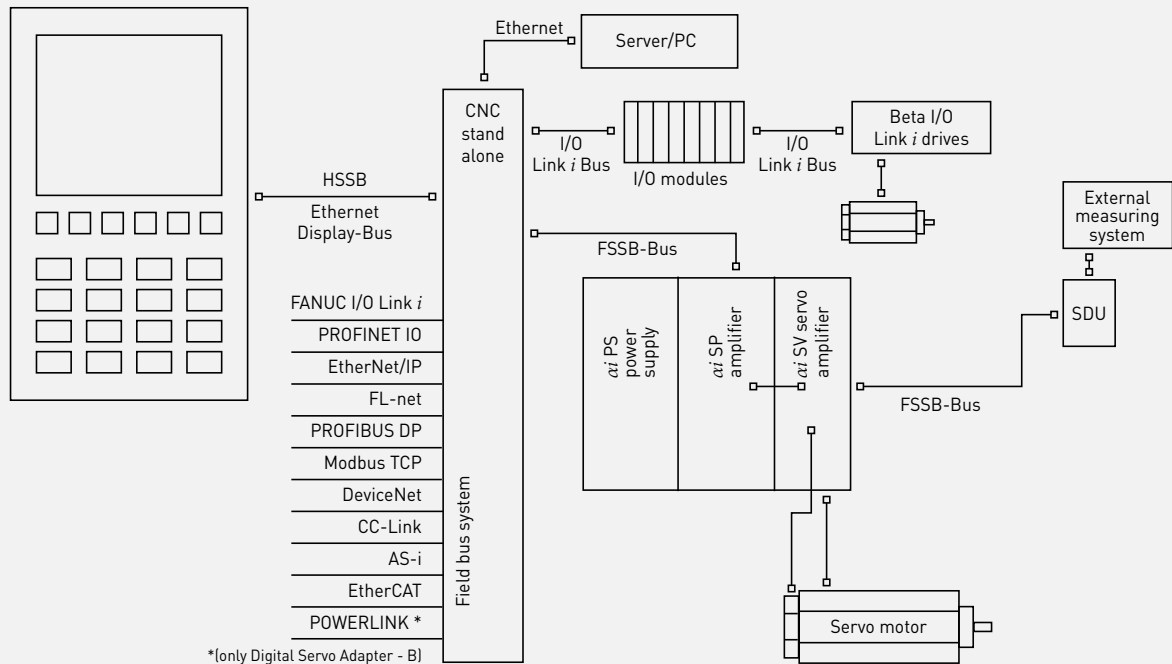 Ethernet
Server/PC
CNC
stand
alone
I/O
Link i Bus
I/O modules
I/O
Link i Bus
Beta I/O
Link i drives
HSSB
Ethernet
Display-Bus
FSSB-Bus
External
measuring
system
SDU
FSSB-Bus
αi PS
power
supply
αi SP
amplifier
αi SV servo
amplifier
FANUC I/O Link i
PROFINET IO
EtherNet/IP
FL-net
PROFIBUS DP
Modbus TCP
DeviceNet
CC-Link
AS-i
EtherCAT
POWERLINK *
*(only Digital Servo Adapter - B)
Field bus system
Servo motor